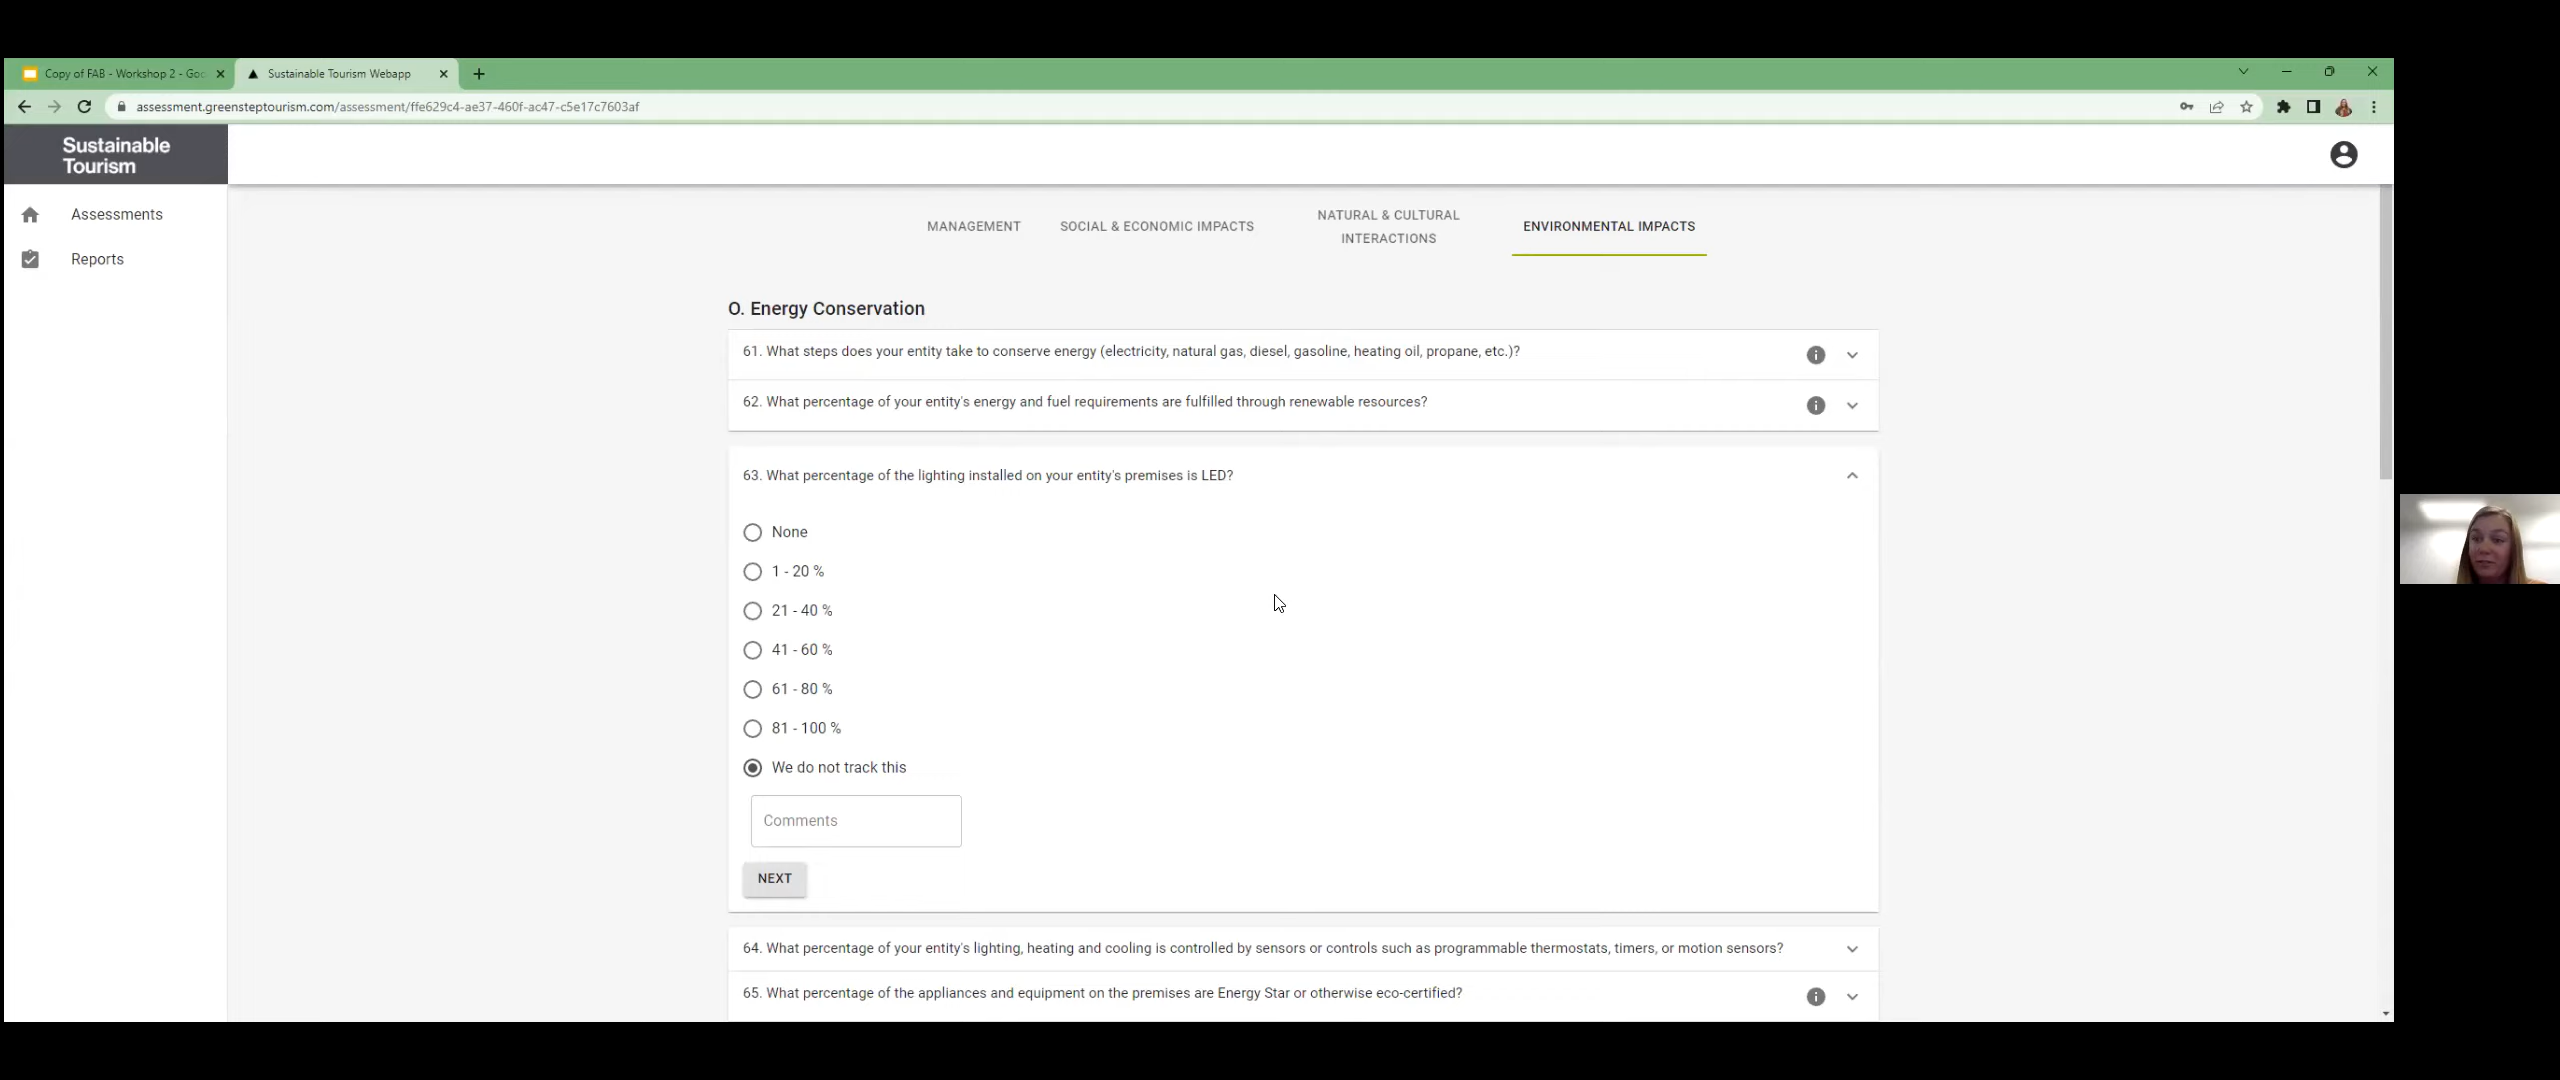 Copy of FAB - Workshop 2 - Goo
Sustainable Tourism Webapp
assessment.greensteptourism.com/assessment/ffe629c4-ae37-460f-ac47-c5e17c7603af
Sustainable
Tourism
Assessments
Reports
MANAGEMENT
SOCIAL & ECONOMIC IMPACTS
NATURAL & CULTURAL
INTERACTIONS
ENVIRONMENTAL IMPACTS
O. Energy Conservation
61. What steps does your entity take to conserve energy (electricity, natural gas, diesel, gasoline, heating oil, propane, etc.)?
62. What percentage of your entity's energy and fuel requirements are fulfilled through renewable resources?
63. What percentage of the lighting installed on your entity's premises is LED?
None
1 - 20 %
21 - 40 %
41 - 60 %
61 - 80 %
81 - 100 %
We do not track this
Comments
NEXT
64. What percentage of your entity's lighting, heating and cooling is controlled by sensors or controls such as programmable thermostats, timers, or motion sensors?
65. What percentage of the appliances and equipment on the premises are Energy Star or otherwise eco-certified?